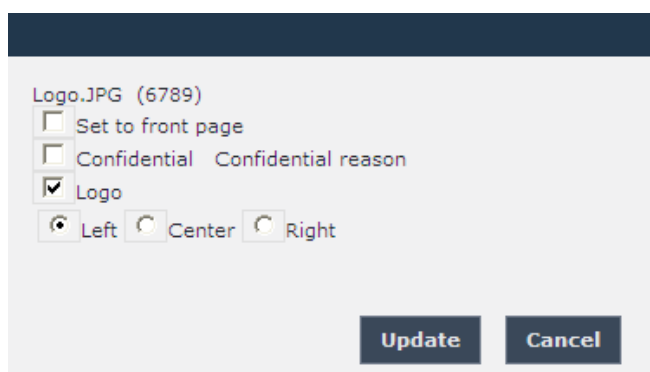 Logo.JPG (6789)
Set to front page
Confidential Confidential reason
Logo
Left Center Right
Update Cancel